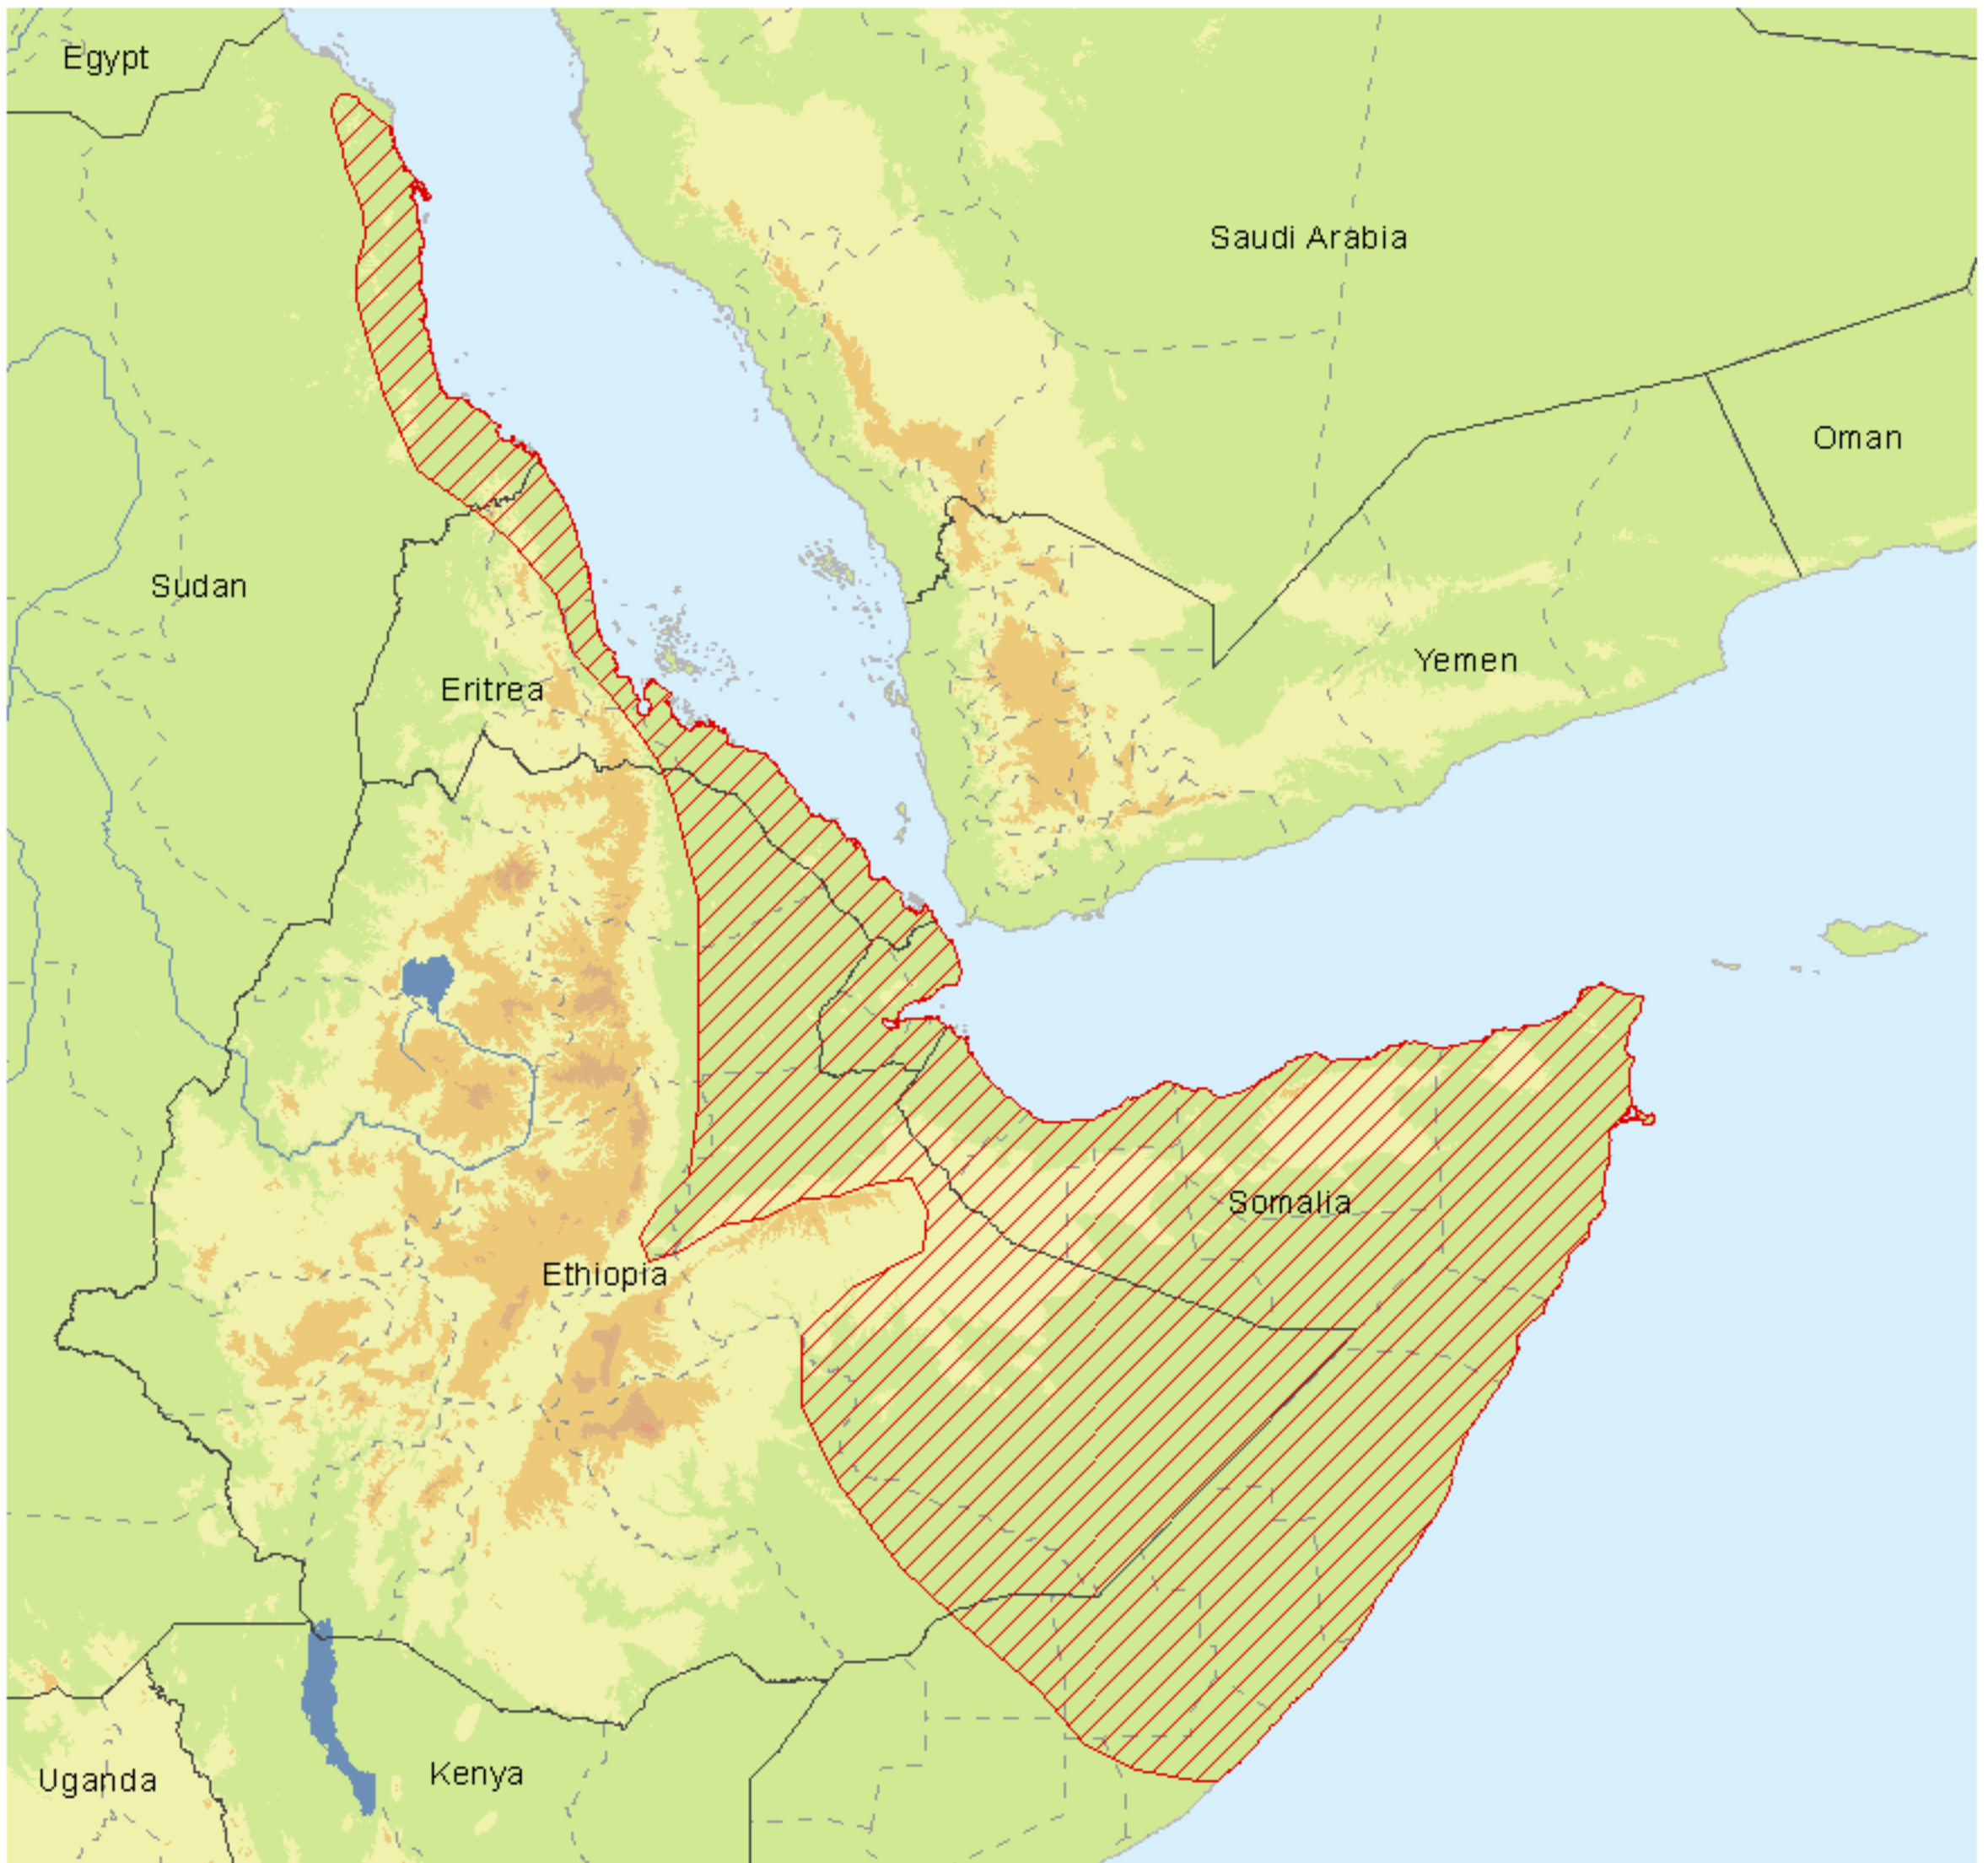 Egypt
Saudi Arabia
Oman
Sudan
Yemen
Eritrea
Somalia
Ethiopia
Kenya
Uganda